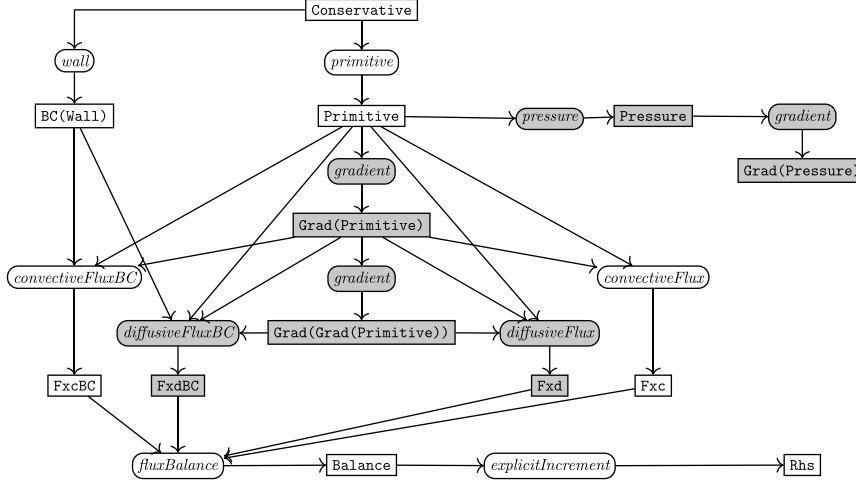 Conservative
wall
primitive
BC(Wall)
Primitive
pressure
Pressure
gradient
gradient
Grad(Pressure)
Grad(Primitive)
convectiveFluxBC
gradient
convectiveFlux
diffusiveFluxBC
Grad(Grad(Primitive))
diffusiveFlux
FxcBC
FxdBC
Fxd
Fxc
fluxBalance
Balance
explicitIncrement
Rhs